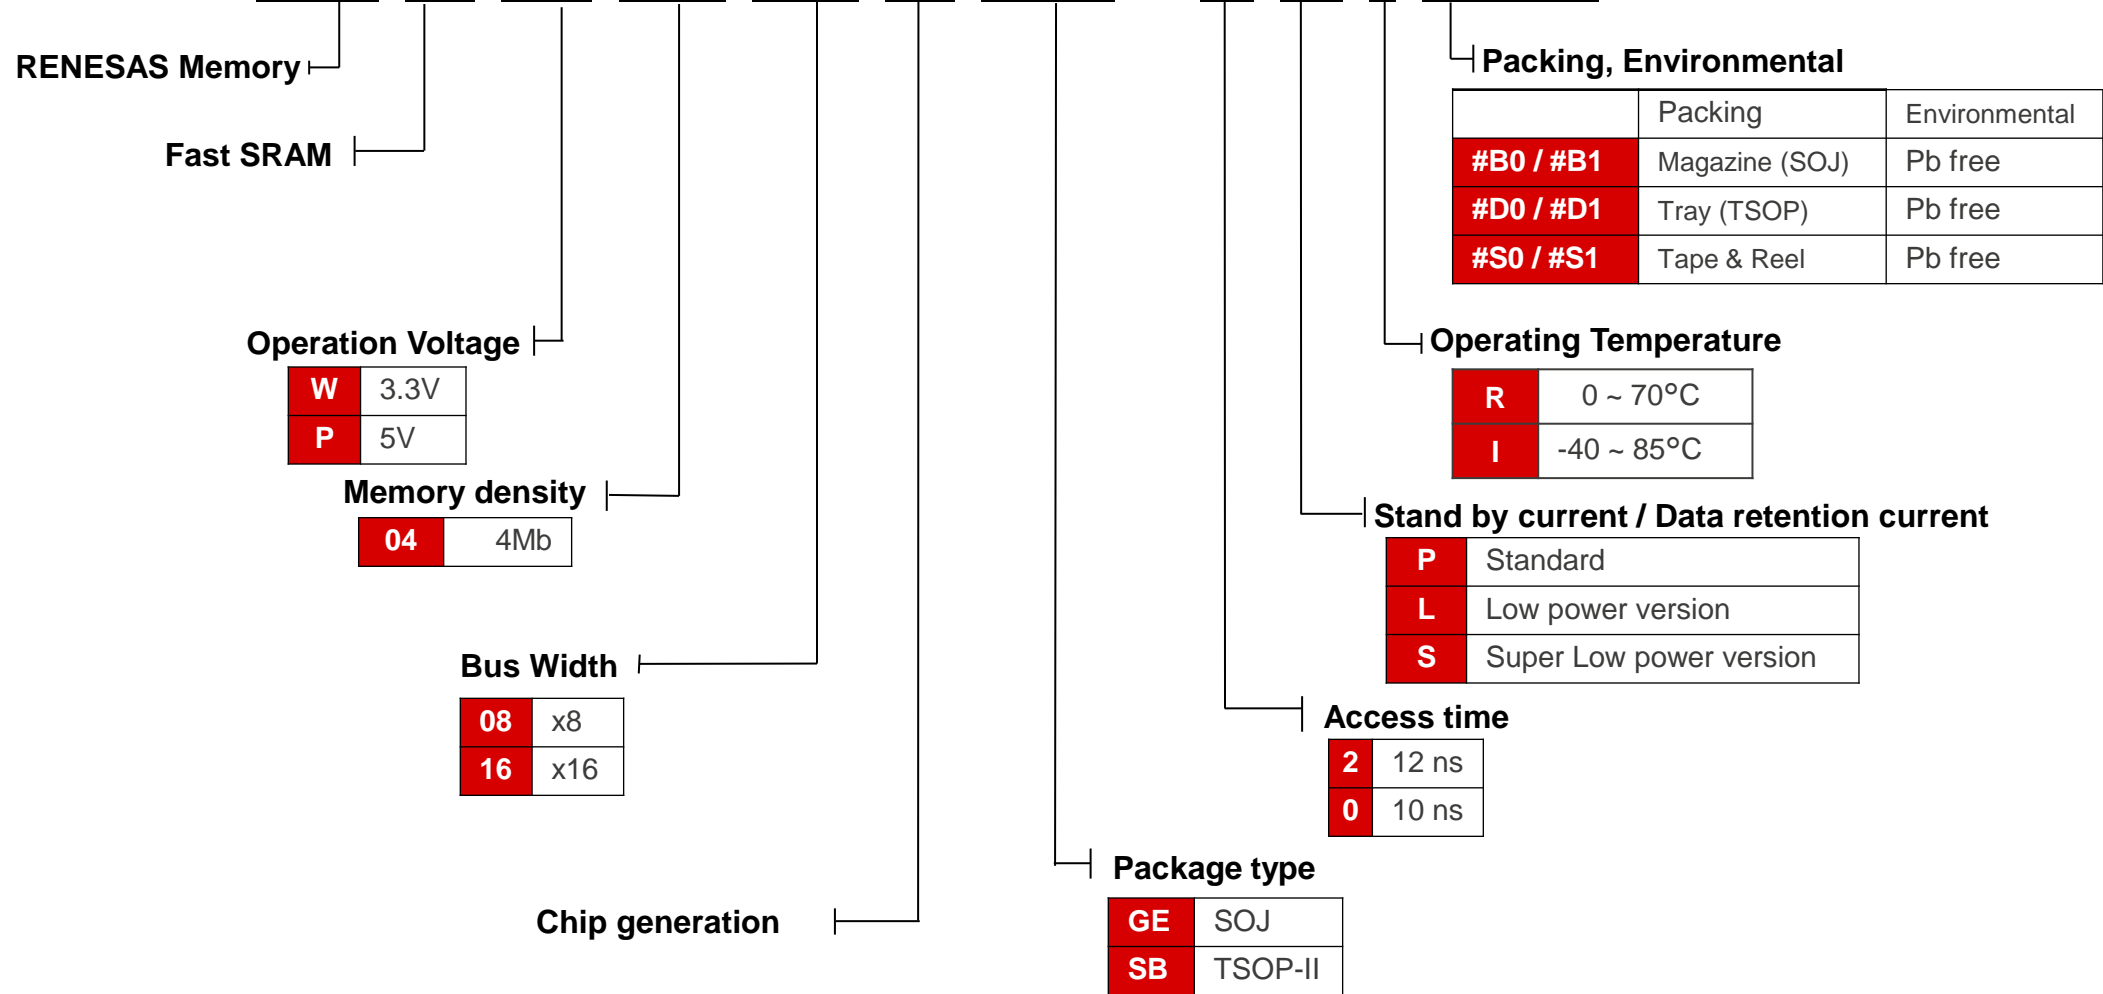 RENESAS Memory
Fast SRAM
Operation Voltage
W 3.3V
P 5V
Memory density
04 4Mb
Bus Width
08 x8
16 x16
Chip generation
Packing, Environmental
Packing Environmental
#B0 / #B1 Magazine (SOJ) Pb free
#D0 / #D1 Tray (TSOP) Pb free
#S0 / #S1 Tape & Reel Pb free
Operating Temperature
R 0 ~ 70°C
I -40 ~ 85°C
Stand by current / Data retention current
P Standard
L Low power version
S Super Low power version
Access time
2 12 ns
0 10 ns
Package type
GE SOJ
SB TSOP-II